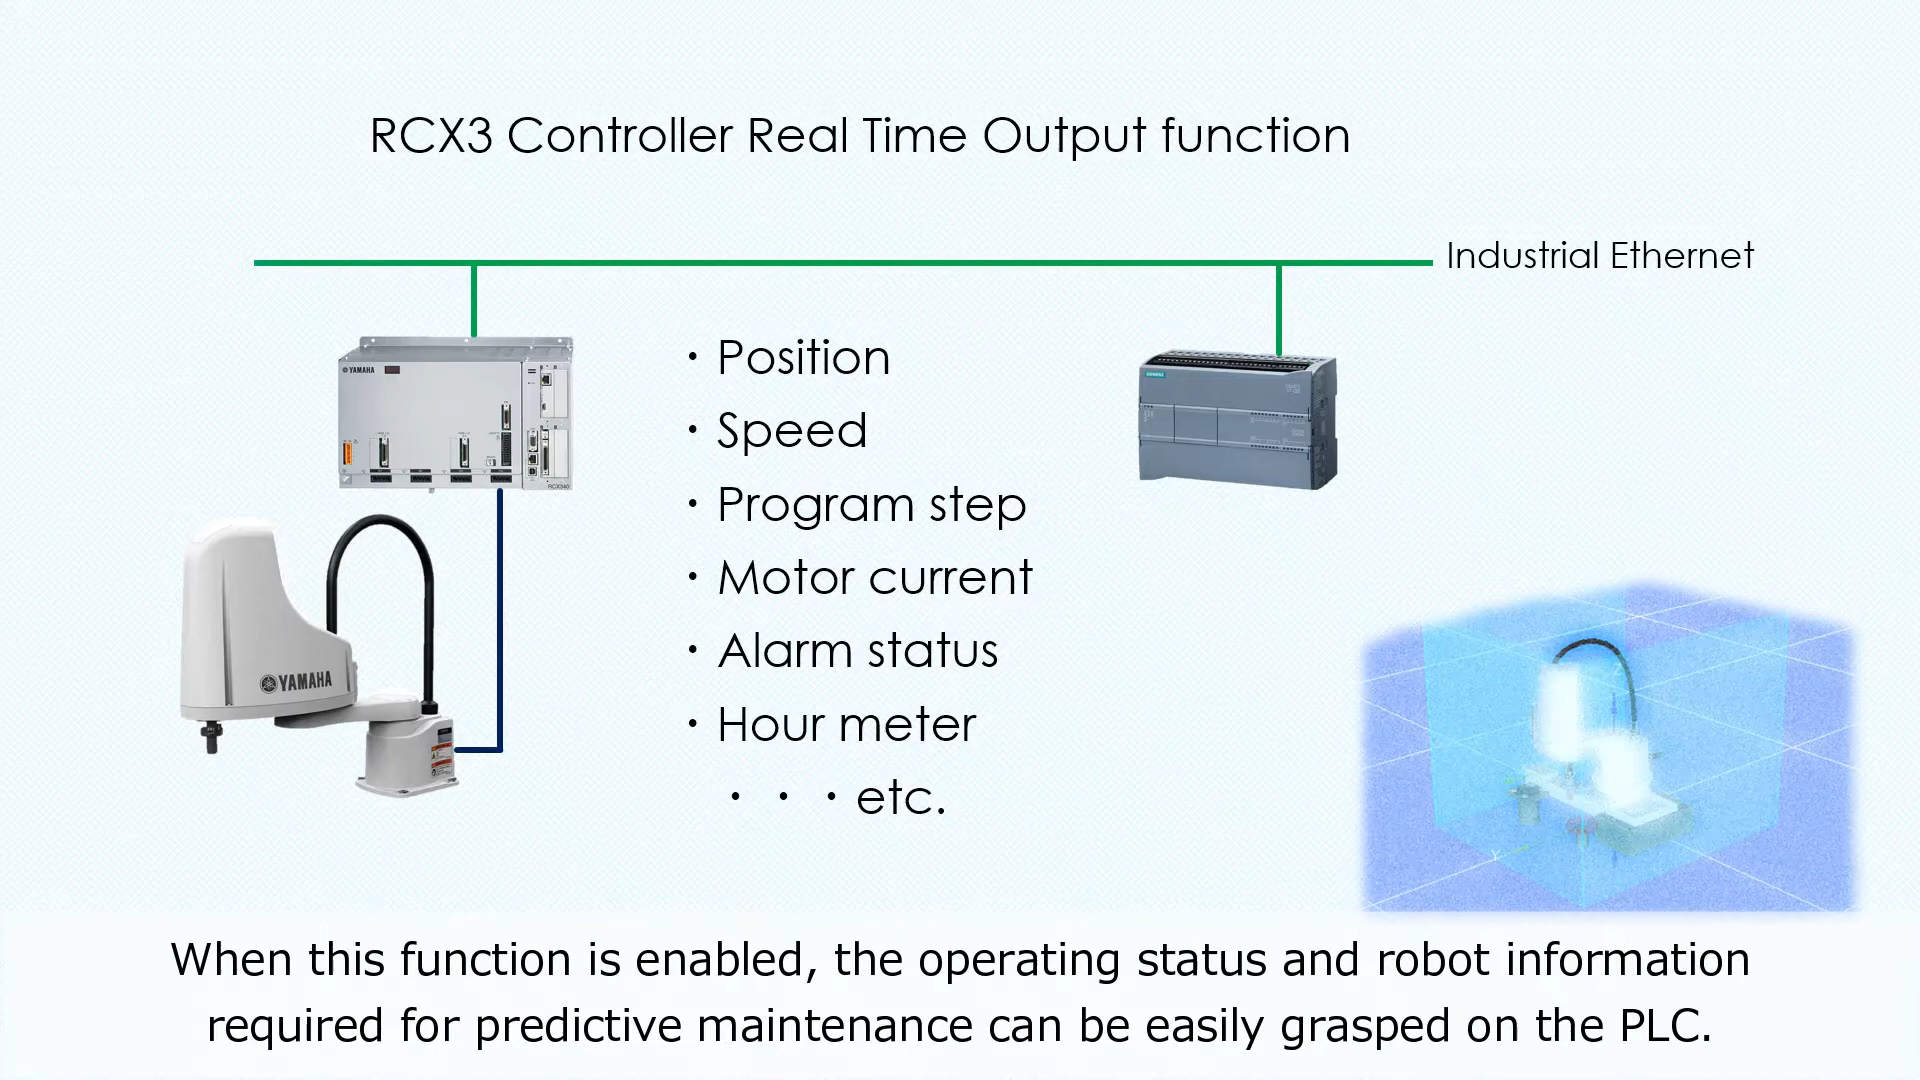 RCX3 Controller Real Time Output function
Industrial Ethernet
YAMAHA
RCX340
SIEMENS
・Position
・Speed
・Program step
・Motor current
・Alarm status
・Hour meter
・・・etc.
YAMAHA
Y
When this function is enabled, the operating status and robot information
required for predictive maintenance can be easily grasped on the PLC.